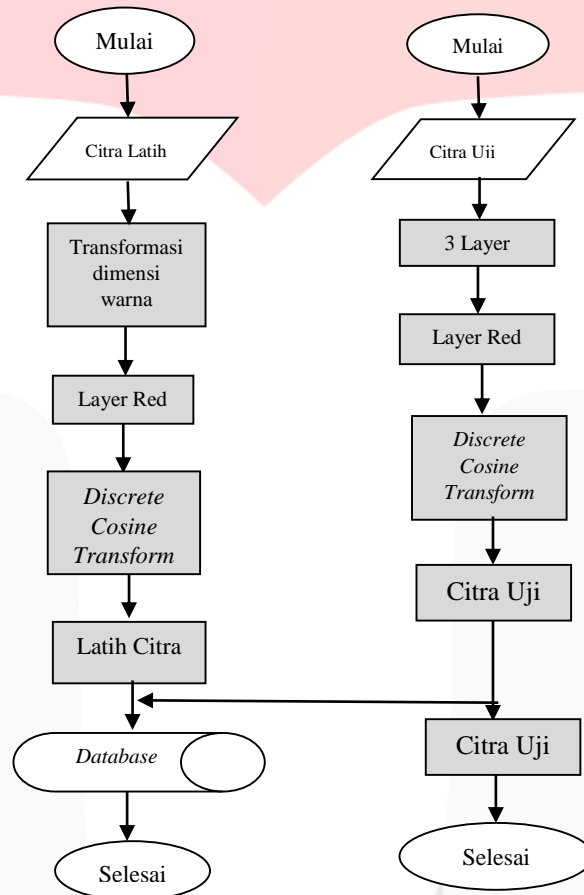 Mulai
Citra Latih
Transformasi
dimensi
warna
Layer Red
Discrete
Cosine
Transform
Latih Citra
Database
Selesai
Mulai
Citra Uji
3 Layer
Layer Red
Discrete
Cosine
Transform
Citra Uji
Citra Uji
Selesai